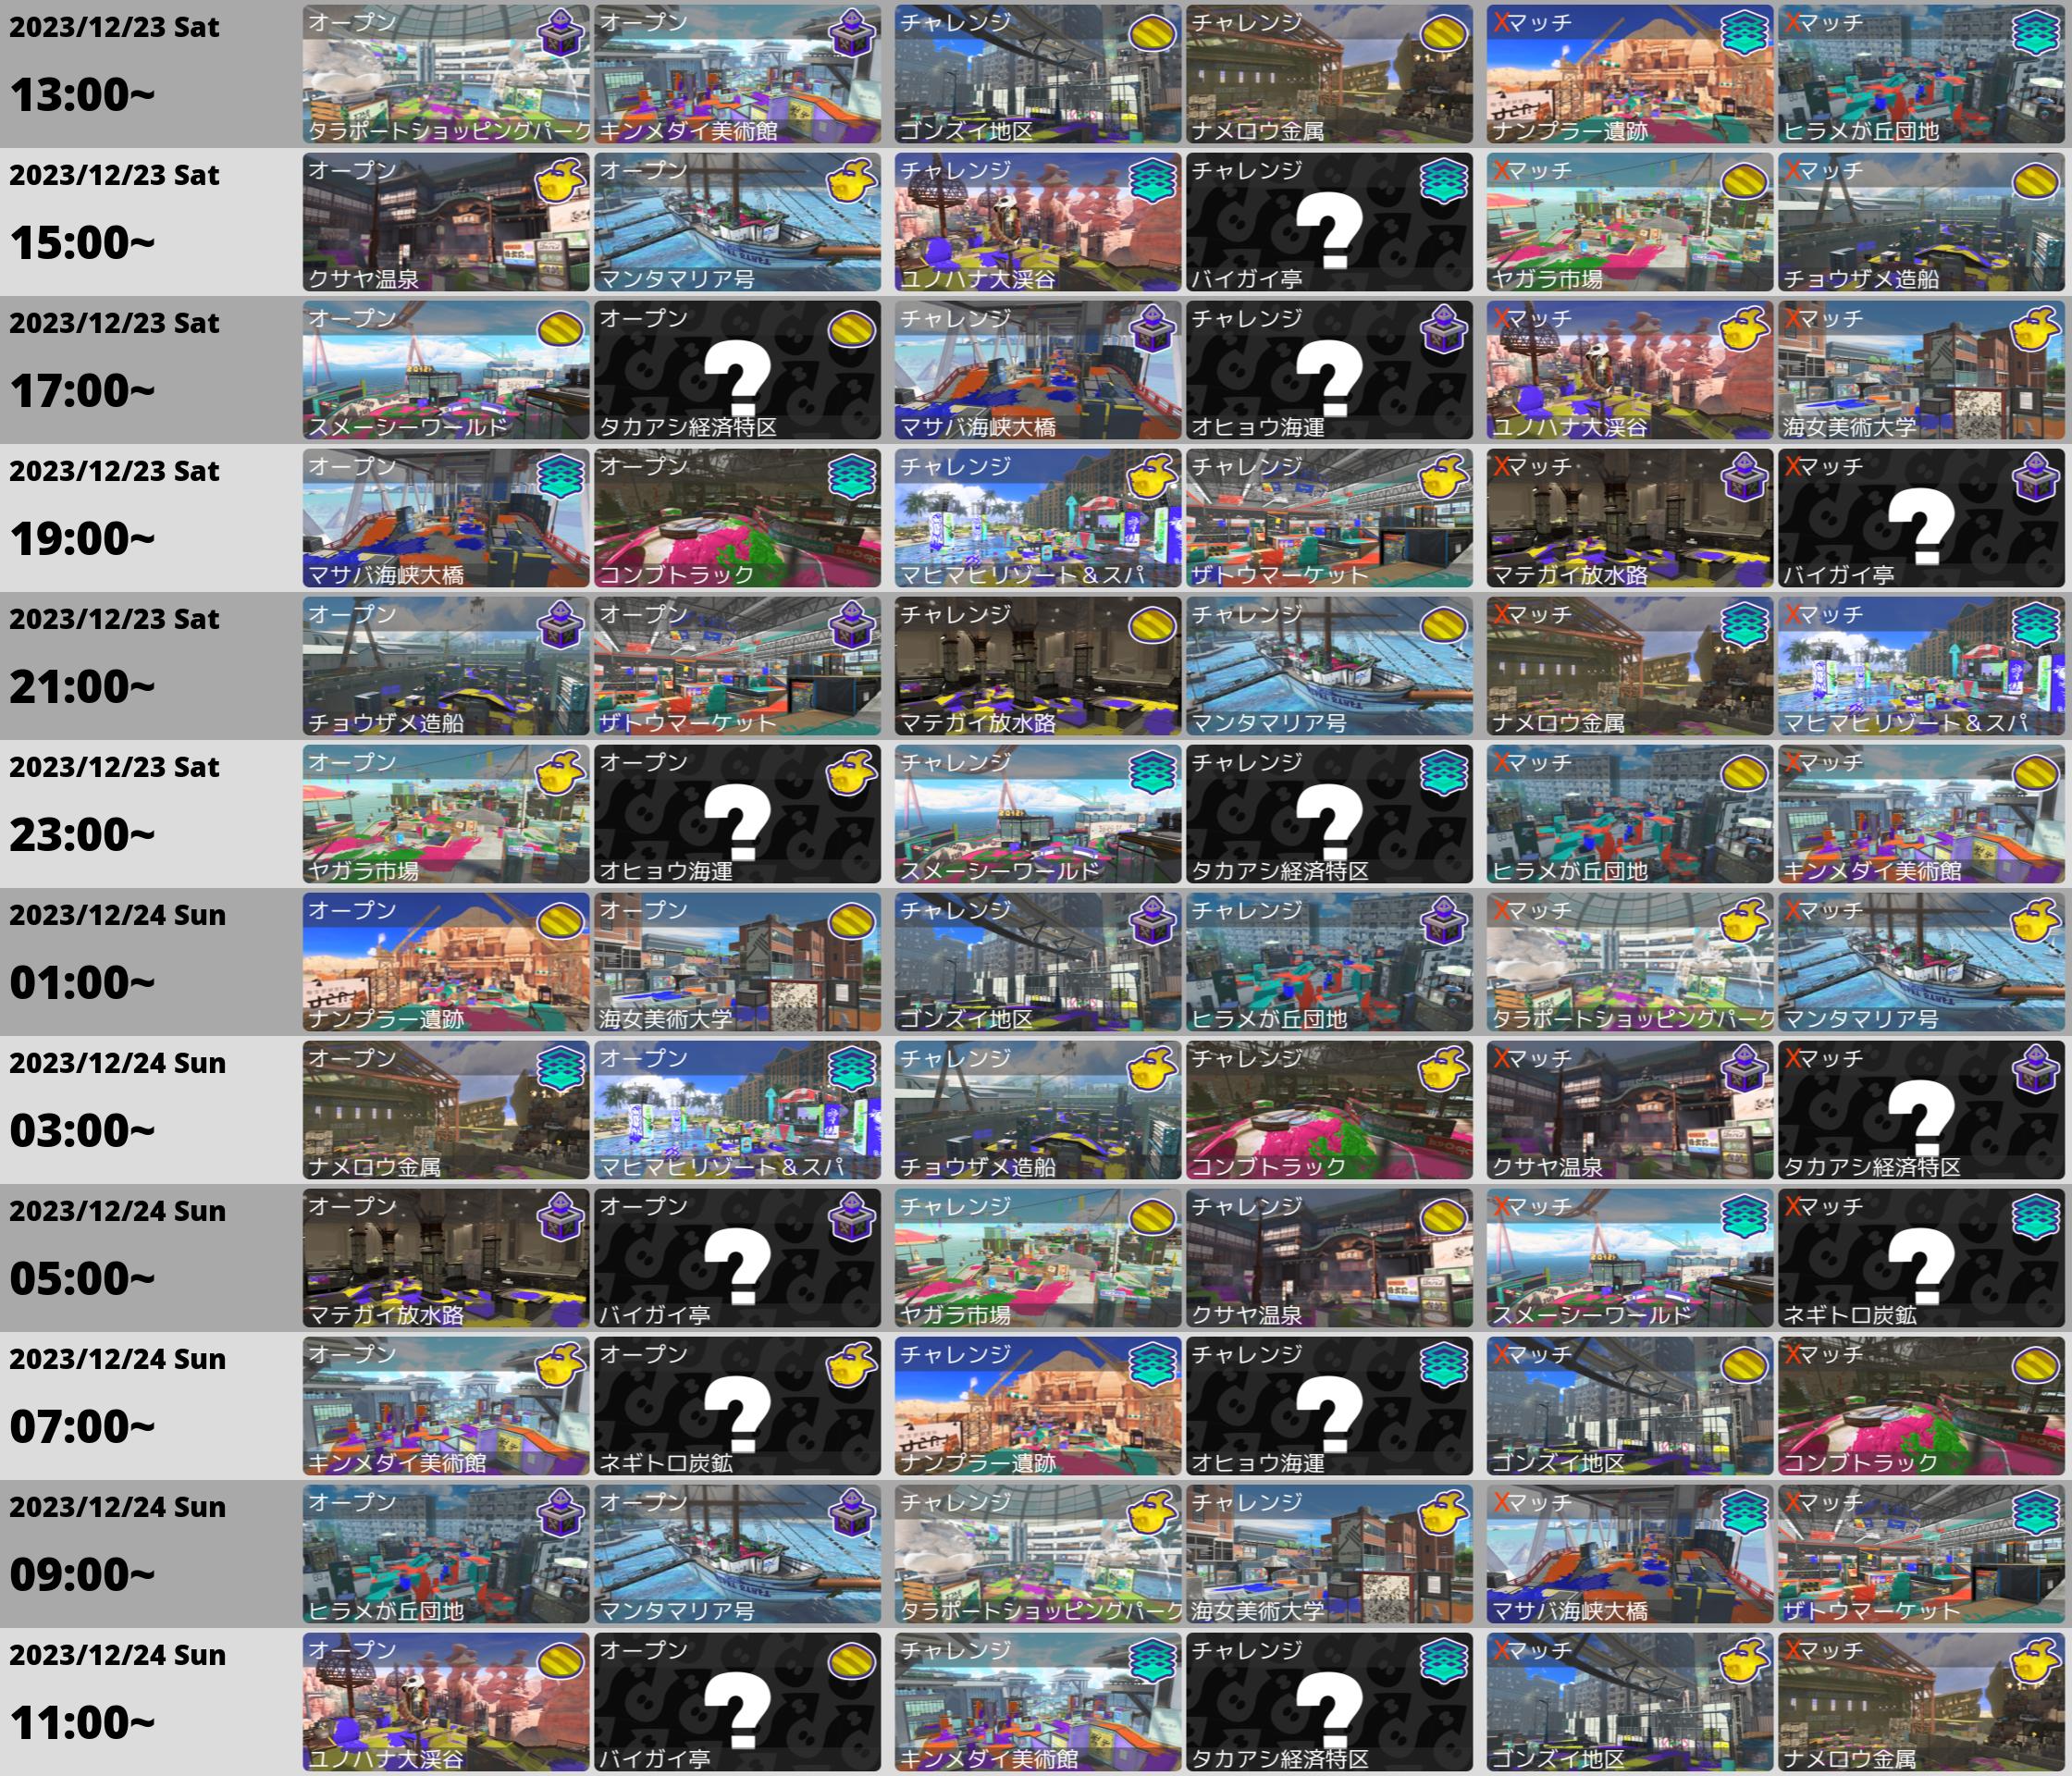 2023/12/23 Sat
13:00~
オープン
タラポートショッピングパーク
オープン
キンメダイ美術館
チャレンジ
ゴンズイ地区
チャレンジ
ナメロウ金属
Xマッチ
ナンプラー遺跡
Xマッチ
ヒラメが丘団地
2023/12/23 Sat
15:00~
オープン
クサヤ温泉
オープン
マンタマリア号
チャレンジ
ユノハナ大渓谷
チャレンジ
?
バイガイ亭
Xマッチ
ヤガラ市場
Xマッチ
チョウザメ造船
2023/12/23 Sat
17:00~
オープン
スメーシーワールド
オープン
?
タカアシ経済特区
チャレンジ
マサバ海峡大橋
チャレンジ
?
オヒョウ海運
Xマッチ
ユノハナ大渓谷
Xマッチ
海女美術大学
2023/12/23 Sat
19:00~
オープン
マサバ海峡大橋
オープン
コンブトラック
チャレンジ
マヒマヒリゾート＆スパ
チャレンジ
ザトウマーケット
Xマッチ
マテガイ放水路
Xマッチ
?
バイガイ亭
2023/12/23 Sat
21:00~
オープン
チョウザメ造船
オープン
ザトウマーケット
チャレンジ
マテガイ放水路
チャレンジ
マンタマリア号
Xマッチ
ナメロウ金属
Xマッチ
マヒマヒリゾート＆スパ
2023/12/23 Sat
23:00~
オープン
ヤガラ市場
オープン
?
オヒョウ海運
チャレンジ
スメーシーワールド
チャレンジ
?
タカアシ経済特区
Xマッチ
ヒラメが丘団地
Xマッチ
キンメダイ美術館
2023/12/24 Sun
01:00~
オープン
ナンプラー遺跡
オープン
海女美術大学
チャレンジ
ゴンズイ地区
チャレンジ
ヒラメが丘団地
Xマッチ
タラポートショッピングパーク
Xマッチ
マンタマリア号
2023/12/24 Sun
03:00~
オープン
ナメロウ金属
オープン
マヒマヒリゾート＆スパ
チャレンジ
チョウザメ造船
チャレンジ
コンブトラック
Xマッチ
クサヤ温泉
Xマッチ
?
タカアシ経済特区
2023/12/24 Sun
05:00~
オープン
マテガイ放水路
オープン
?
バイガイ亭
チャレンジ
ヤガラ市場
チャレンジ
クサヤ温泉
Xマッチ
スメーシーワールド
Xマッチ
?
ネギトロ炭鉱
2023/12/24 Sun
07:00~
オープン
キンメダイ美術館
オープン
?
ネギトロ炭鉱
チャレンジ
ナンプラー遺跡
チャレンジ
?
オヒョウ海運
Xマッチ
ゴンズイ地区
Xマッチ
コンブトラック
2023/12/24 Sun
09:00~
オープン
ヒラメが丘団地
オープン
マンタマリア号
チャレンジ
タラポートショッピングパーク
チャレンジ
海女美術大学
Xマッチ
マサバ海峡大橋
Xマッチ
ザトウマーケット
2023/12/24 Sun
11:00~
オープン
ユノハナ大渓谷
オープン
?
バイガイ亭
チャレンジ
キンメダイ美術館
チャレンジ
?
タカアシ経済特区
Xマッチ
ゴンズイ地区
Xマッチ
ナメロウ金属